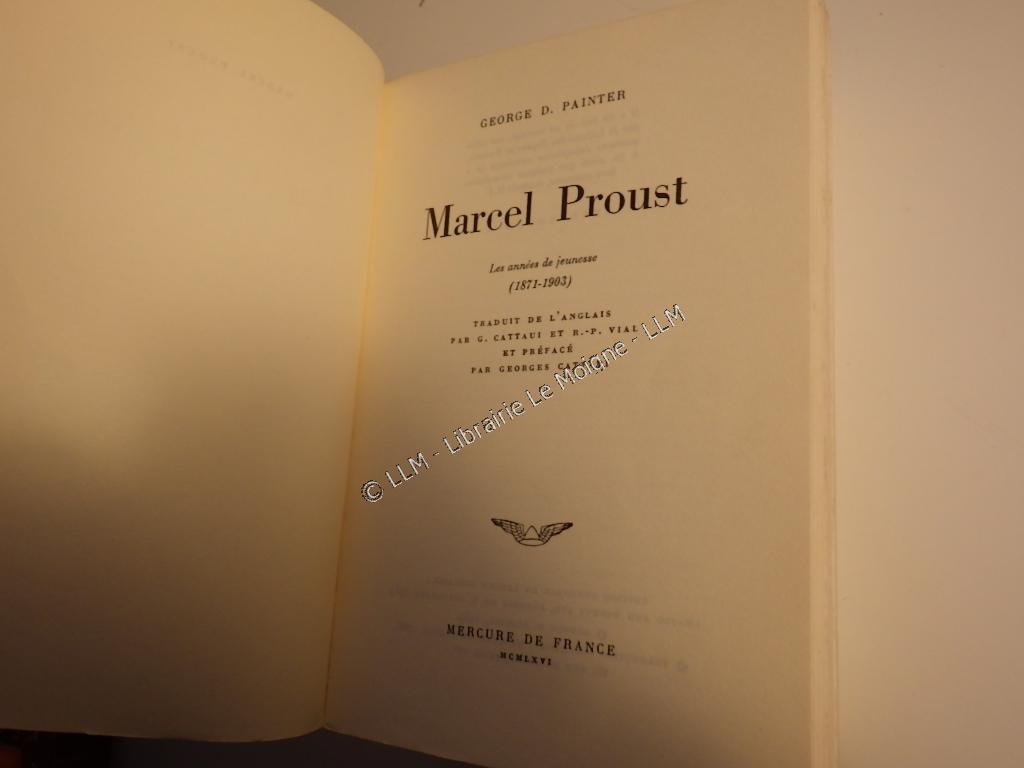 GEORGE D. PAINTER
Marcel Proust
Les années de jeunesse
(1871-1903)
TRADUIT DE L'ANGLAIS
PAR G. CATTAUI ET R.-P. VIAL
ET PRÉFACÉ
PAR GEORGES
© LLM - Librairie Le Moigne - LLM
MERCURE DE FRANCE
MCMLXVI